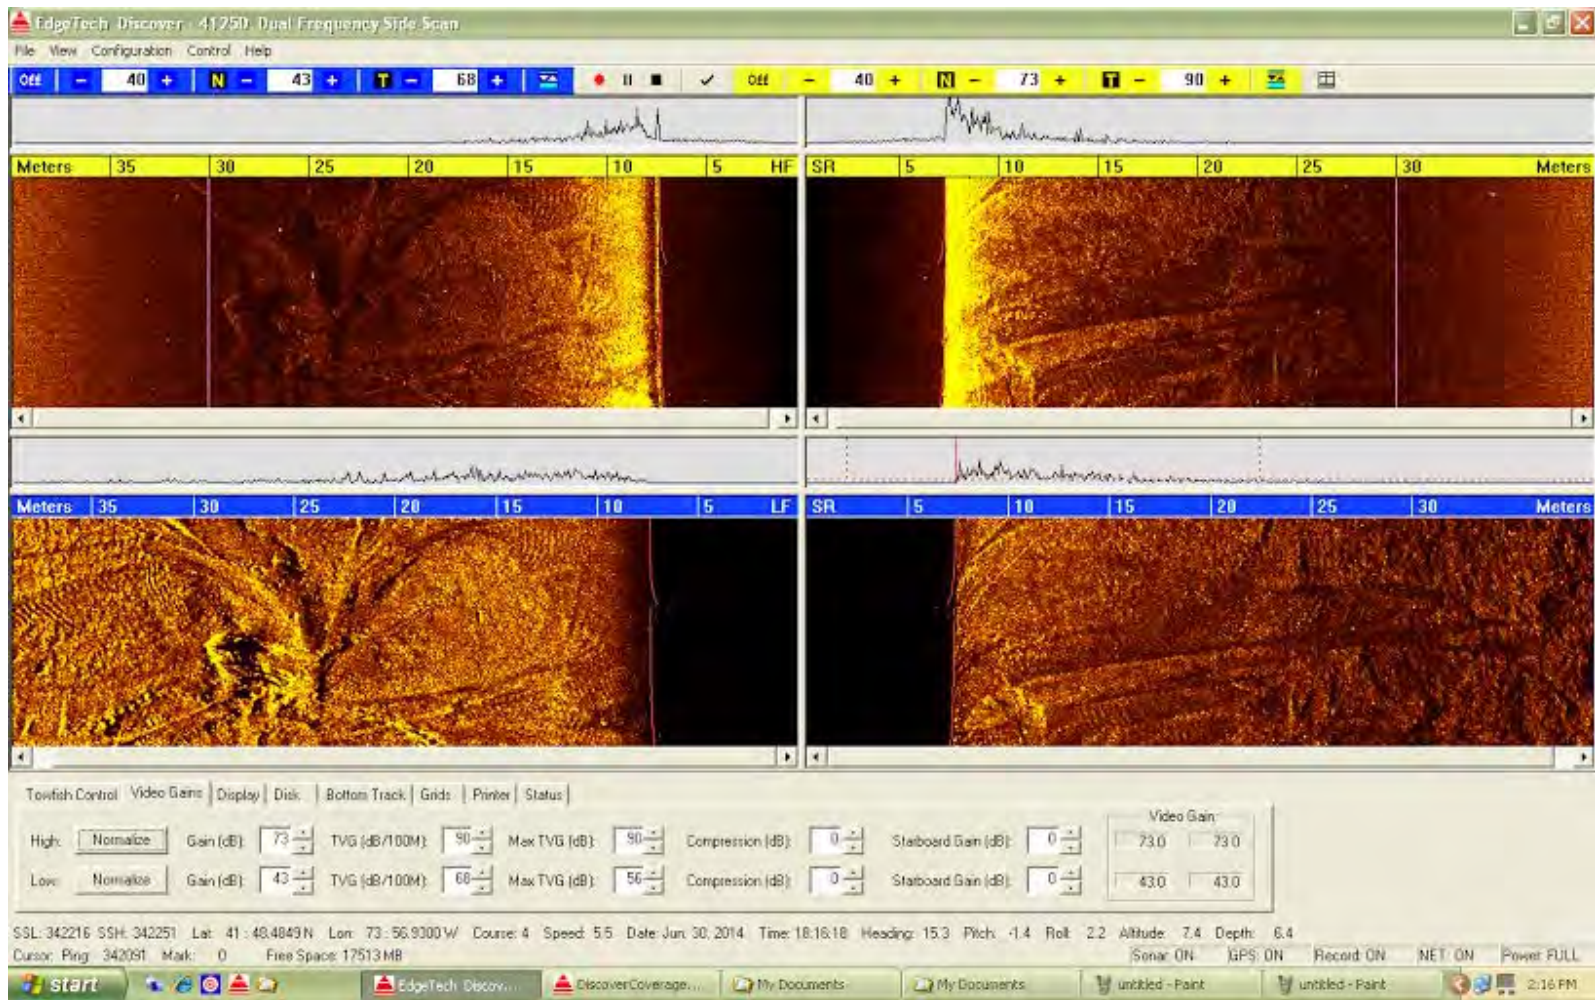 EdgeTech Discover - 4125D Dual Frequency Side Scan
File View Configuration Control Help
Off - 40 + N - 43 + T - 68 + Off - 40 + N - 73 + T - 90 +
Meters 35 30 25 20 15 10 5 HF SR 5 10 15 20 25 30 Meters
Meters 35 30 25 20 15 10 5 LF SR 5 10 15 20 25 30 Meters
Towfish Control Video Gains Display Disk Bottom Track Grids Printer Status
Video Gain:
High: Normalize Gain (dB): 73 TVG (dB/100M): 90 Max TVG (dB): 90 Compression (dB): 0 Starboard Gain (dB): 0 73.0 73.0
Low: Normalize Gain (dB): 43 TVG (dB/100M): 68 Max TVG (dB): 56 Compression (dB): 0 Starboard Gain (dB): 0 43.0 43.0
SSL: 342216 SSH: 342251 Lat: 41 : 48.4849 N Lon: 73 : 56.9300 W Course: 4 Speed: 5.5 Date: Jun. 30, 2014 Time: 18:16:18 Heading: 15.3 Pitch: -1.4 Roll: 2.2 Altitude: 7.4 Depth: 6.4
Cursor: Ping: 342091 Mark: 0 Free Space: 17513 MB Sonar: ON GPS: ON Record: ON NET: ON Power: FULL
start EdgeTech Discov... DiscoverCoverage... My Documents My Documents untitled - Paint untitled - Paint 2:16 PM